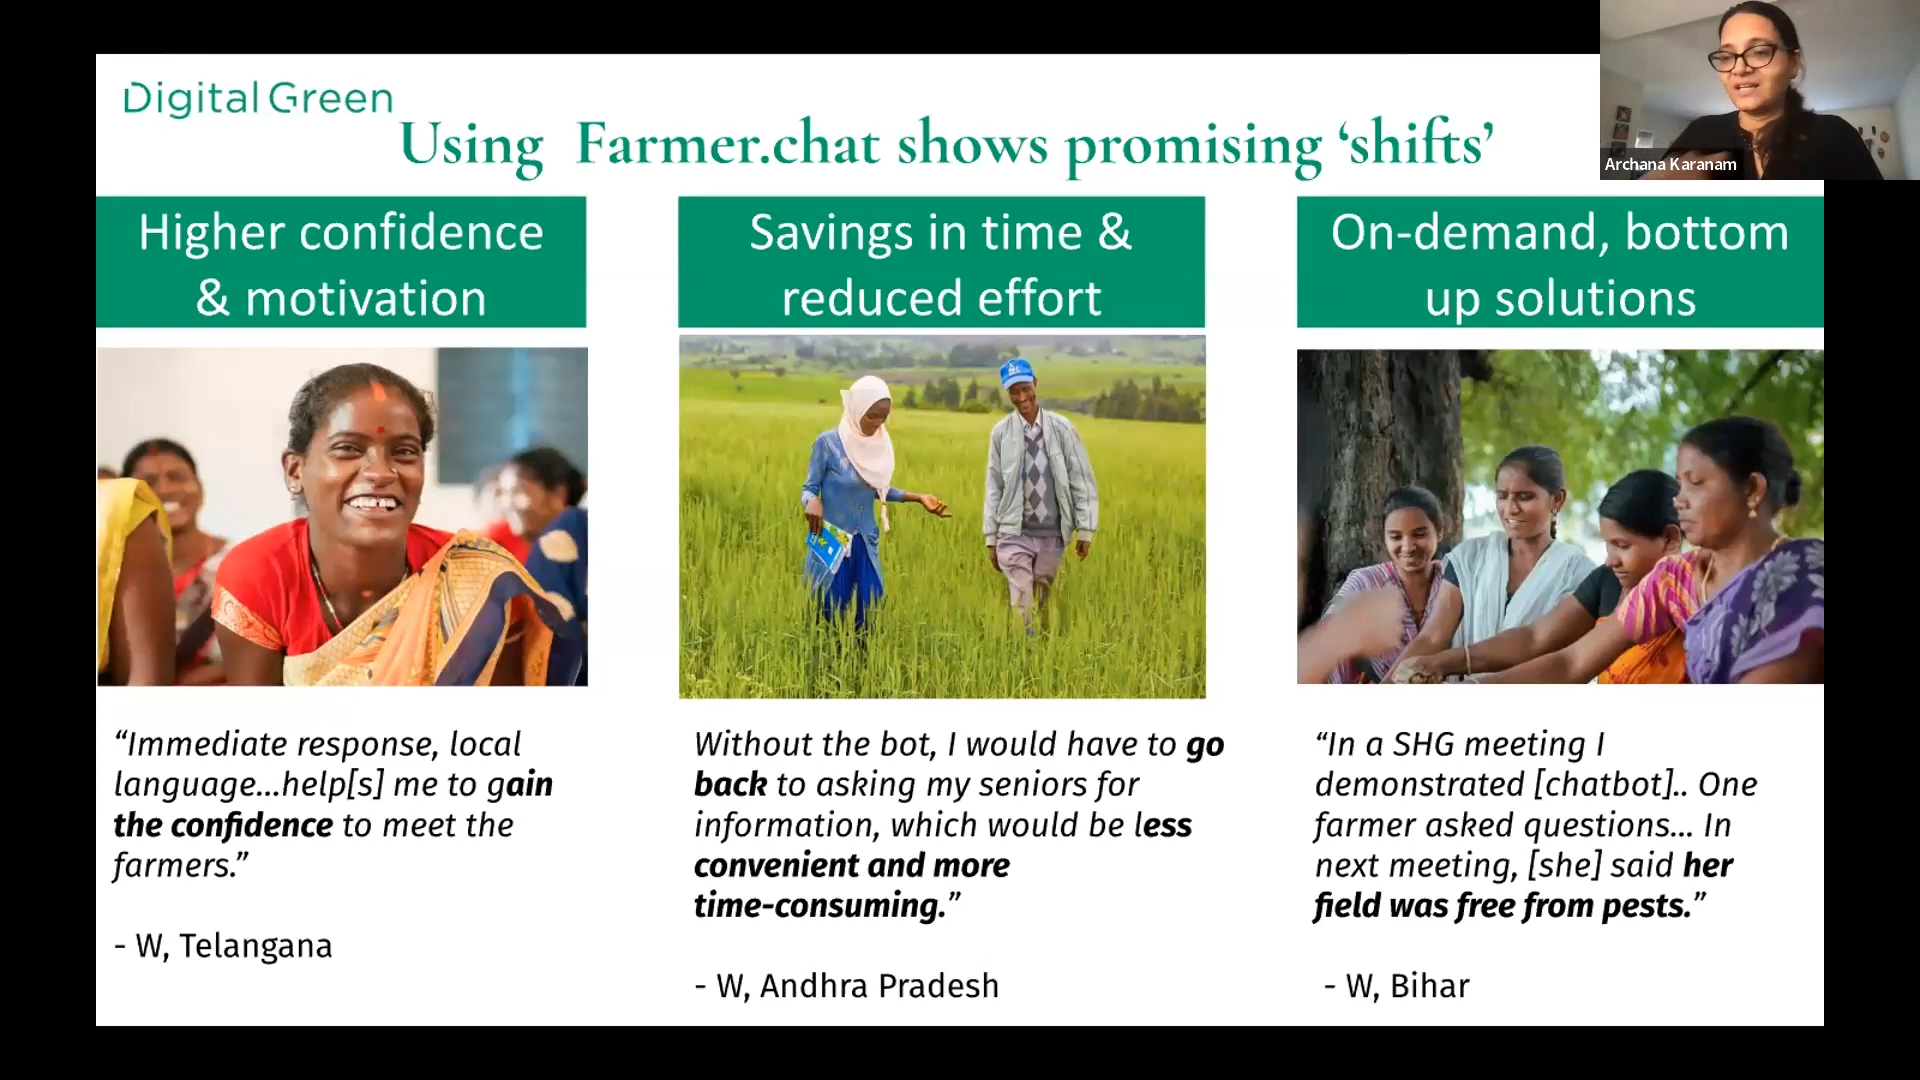 Digital Green
Using Farmer.chat shows promising ‘shifts’
Archana Karanam
Higher confidence
& motivation
“Immediate response, local
language...help[s] me to gain
the confidence to meet the
farmers.”
- W, Telangana
Savings in time &
reduced effort
Without the bot, I would have to go
back to asking my seniors for
information, which would be less
convenient and more
time-consuming.”
- W, Andhra Pradesh
On-demand, bottom
up solutions
“In a SHG meeting I
demonstrated [chatbot].. One
farmer asked questions... In
next meeting, [she] said her
field was free from pests.”
- W, Bihar